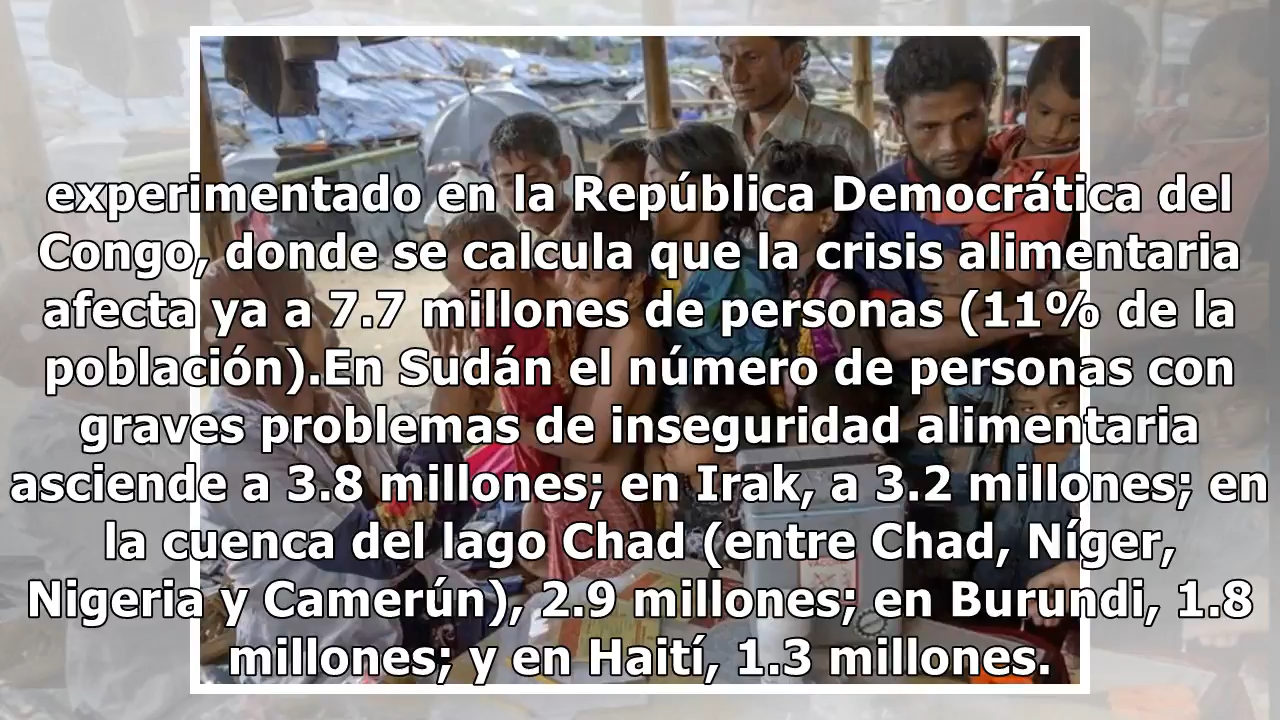 experimentado en la República Democrática del
Congo, donde se calcula que la crisis alimentaria
afecta ya a 7.7 millones de personas (11% de la
población).En Sudán el número de personas con
graves problemas de inseguridad alimentaria
asciende a 3.8 millones; en Irak, a 3.2 millones; en
la cuenca del lago Chad (entre Chad, Níger,
Nigeria y Camerún), 2.9 millones; en Burundi, 1.8
millones; y en Haití, 1.3 millones.